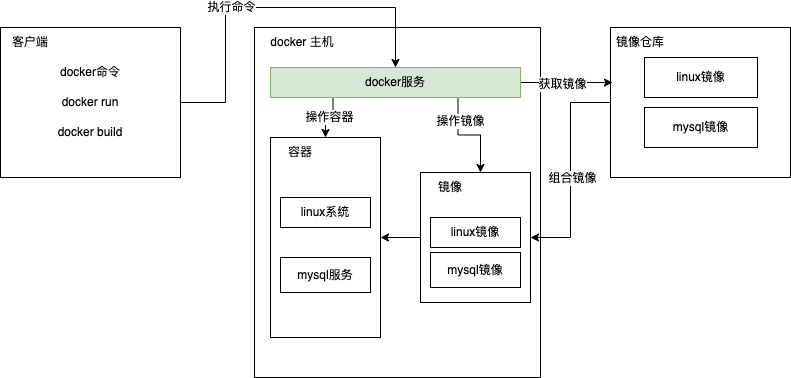 执行命令
客户端
docker命令
docker run
docker build
docker 主机
docker服务
获取镜像
操作容器
操作镜像
容器
linux系统
mysql服务
镜像
linux镜像
mysql镜像
组合镜像
镜像仓库
linux镜像
mysql镜像